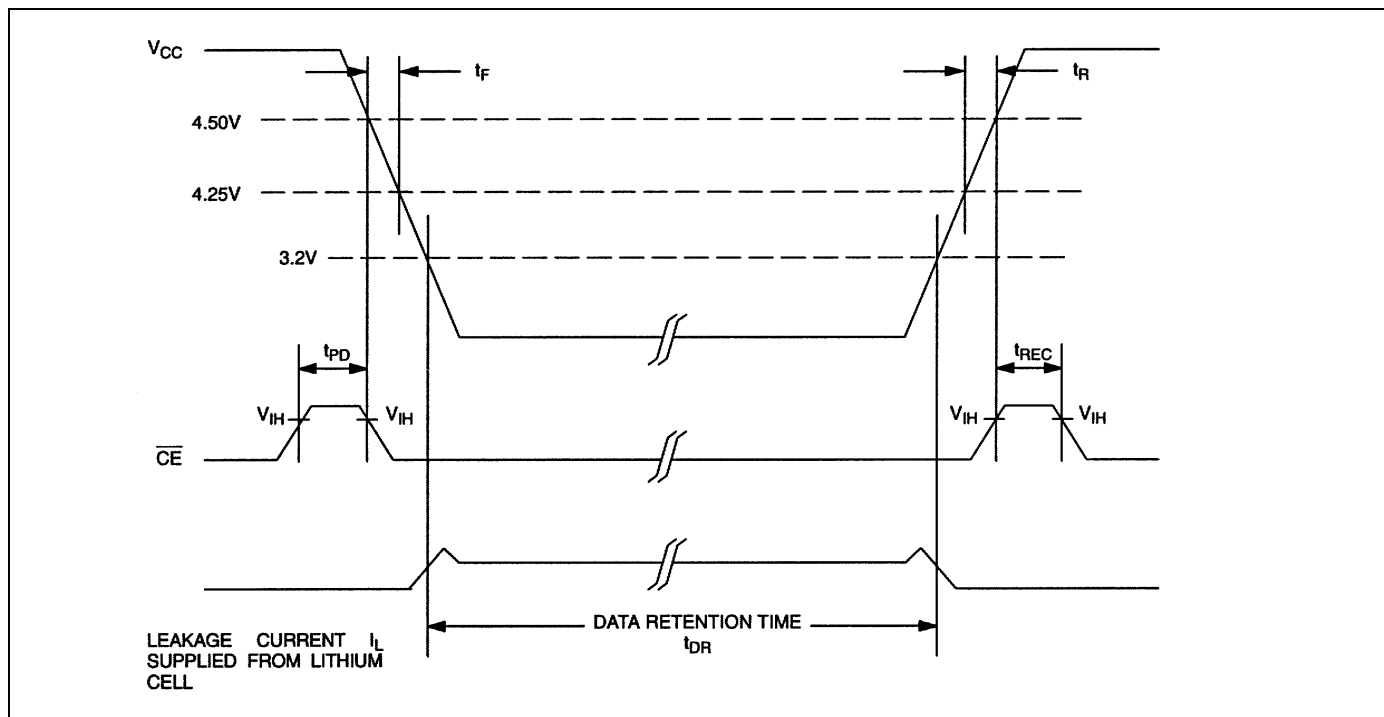 VCC
tF
tR
4.50V
4.25V
3.2V
tPD
tREC
VIH
VIH
VIH
VIH
CE
DATA RETENTION TIME
tDR
LEAKAGE CURRENT IL
SUPPLIED FROM LITHIUM
CELL